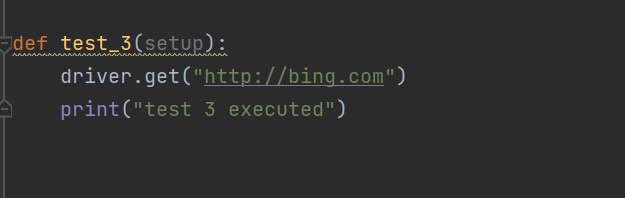 def test_3(setup):
    driver.get("http://bing.com")
    print("test 3 executed")